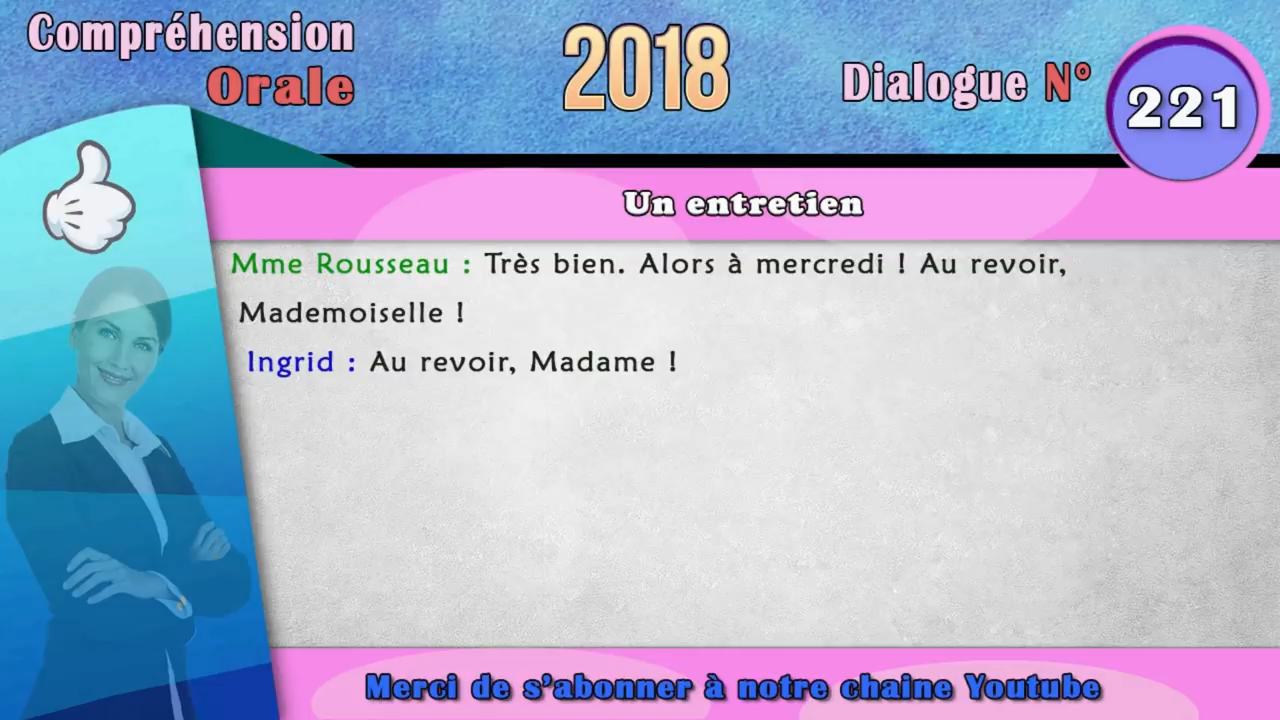 Compréhension
Orale
2018
Dialogue N°
221
Un entretien
Mme Rousseau : Très bien. Alors à mercredi ! Au revoir,
Mademoiselle !
Ingrid : Au revoir, Madame !
Merci de s'abonner à notre chaine Youtube